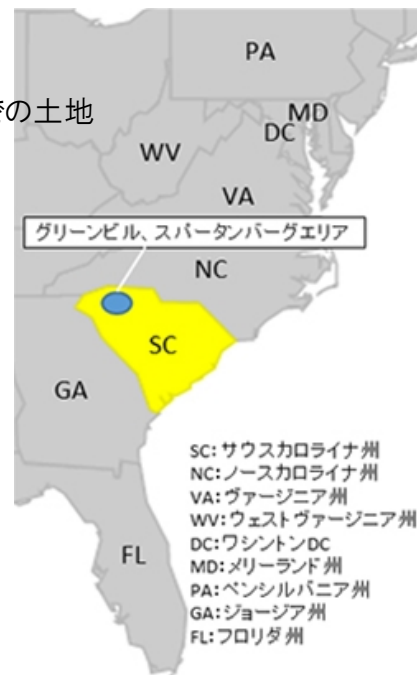 PA
での土地
MD
DC
WV
VA
グリーンビル、スパータンバーグエリア
NC
SC
GA
FL
SC:サウスカロライナ州
NC:ノースカロライナ州
VA:ヴァージニア州
WV:ウェストヴァージニア州
DC:ワシントンDC
MD:メリーランド州
PA:ペンシルバニア州
GA:ジョージア州
FL:フロリダ州